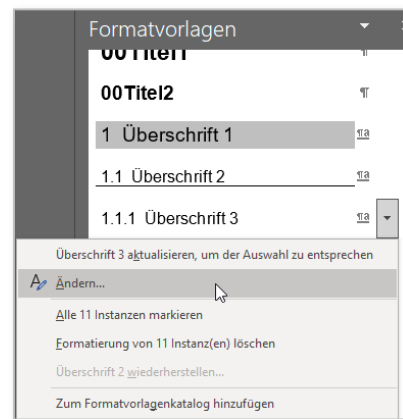 Formatvorlagen
00Titel1 ¶
00Titel2 ¶
1 Überschrift 1 ¶a
1.1 Überschrift 2 ¶a
1.1.1 Überschrift 3 ¶a
Überschrift 3 aktualisieren, um der Auswahl zu entsprechen
Ändern...
Alle 11 Instanzen markieren
Formatierung von 11 Instanz(en) löschen
Überschrift 2 wiederherstellen...
Zum Formatvorlagenkatalog hinzufügen